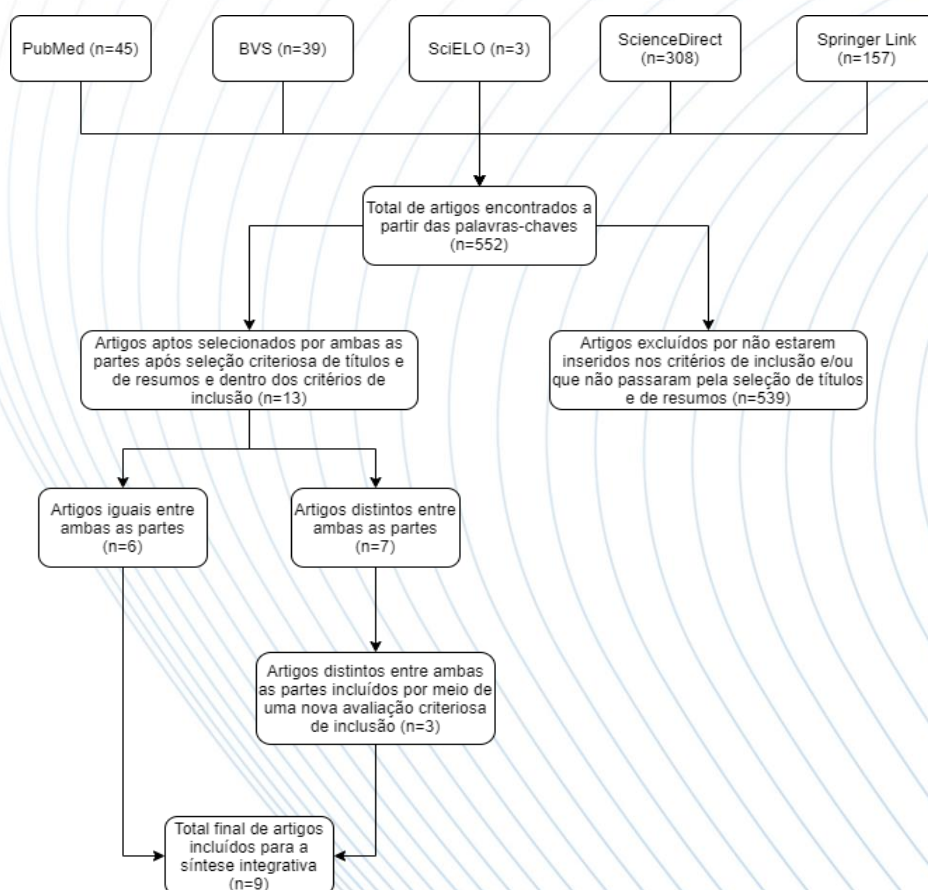 PubMed (n=45)
BVS (n=39)
SciELO (n=3)
ScienceDirect
(n=308)
Springer Link
(n=157)
Total de artigos encontrados a
partir das palavras-chaves
(n=552)
Artigos aptos selecionados por ambas as
partes após seleção criteriosa de títulos e
de resumos e dentro dos critérios de
inclusão (n=13)
Artigos excluídos por não estarem
inseridos nos critérios de inclusão e/ou
que não passaram pela seleção de títulos
e de resumos (n=539)
Artigos iguais entre
ambas as partes
(n=6)
Artigos distintos entre
ambas as partes
(n=7)
Artigos distintos entre ambas
as partes incluídos por meio de
uma nova avaliação criteriosa
de inclusão (n=3)
Total final de artigos
incluídos para a
síntese integrativa
(n=9)